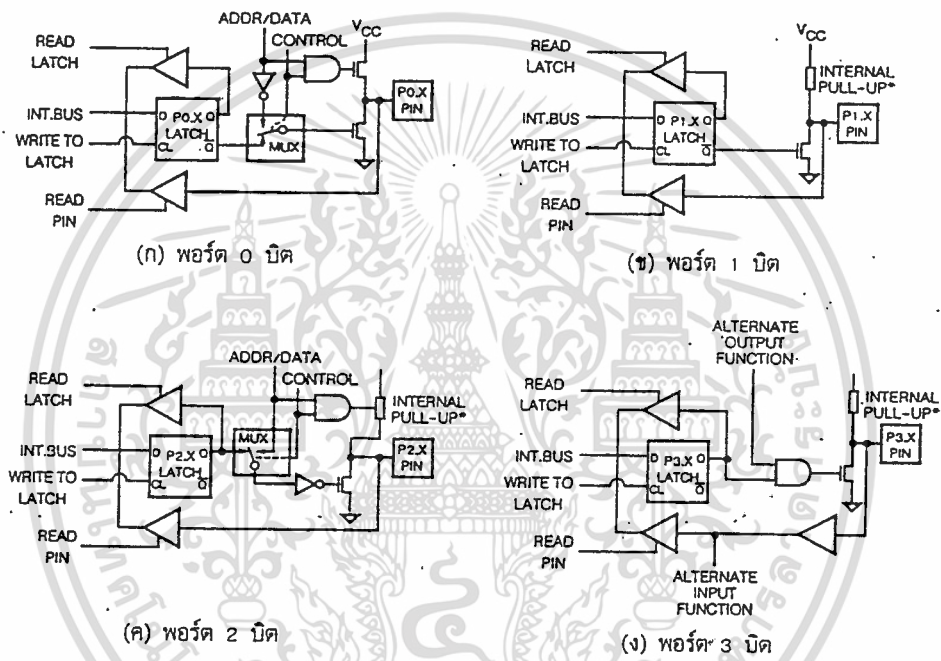 ADDR/DATA
CONTROL
VCC
READ
LATCH
INT.BUS
WRITE TO
LATCH
D P0.X Q
LATCH
CL Q
MUX
P0.X
PIN
READ
PIN
(ก) พอร์ต 0 บิต
VCC
READ
LATCH
INTERNAL
PULL-UP*
INT.BUS
WRITE TO
LATCH
D P1.X Q
LATCH
CL Q
P1.X
PIN
READ
PIN
(ข) พอร์ต 1 บิต
ADDR/DATA
CONTROL
READ
LATCH
INTERNAL
PULL-UP*
INT.BUS
WRITE TO
LATCH
D P2.X Q
LATCH
CL Q
MUX
P2.X
PIN
READ
PIN
(ค) พอร์ต 2 บิต
ALTERNATE
OUTPUT
FUNCTION
READ
LATCH
INTERNAL
PULL-UP*
INT.BUS
WRITE TO
LATCH
D P3.X Q
LATCH
CL Q
P3.X
PIN
READ
PIN
ALTERNATE
INPUT
FUNCTION
(ง) พอร์ต 3 บิต